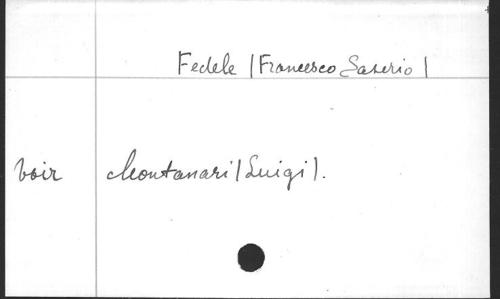 Fedele (Francesco Saverio)
voir Montanari (Luigi).